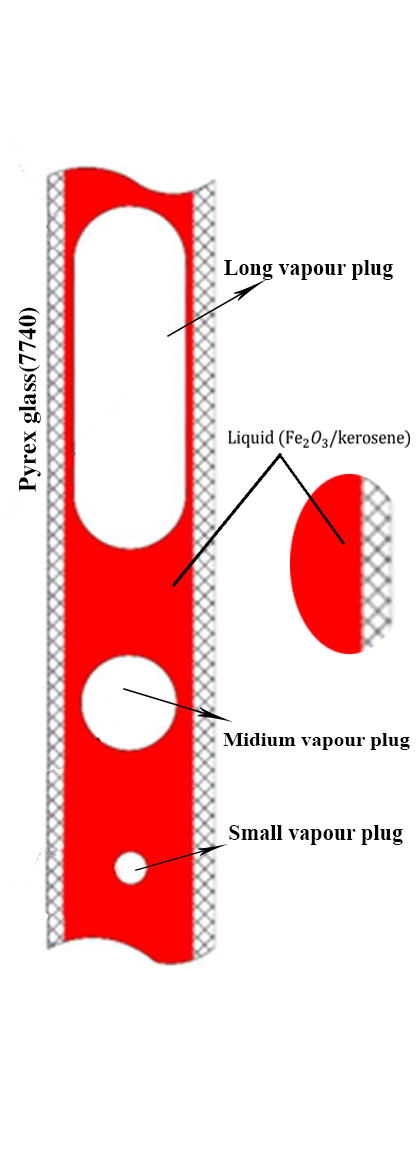 Long vapour plug
Pyrex glass(7740)
Liquid (Fe₂O₃/kerosene)
Midium vapour plug
Small vapour plug